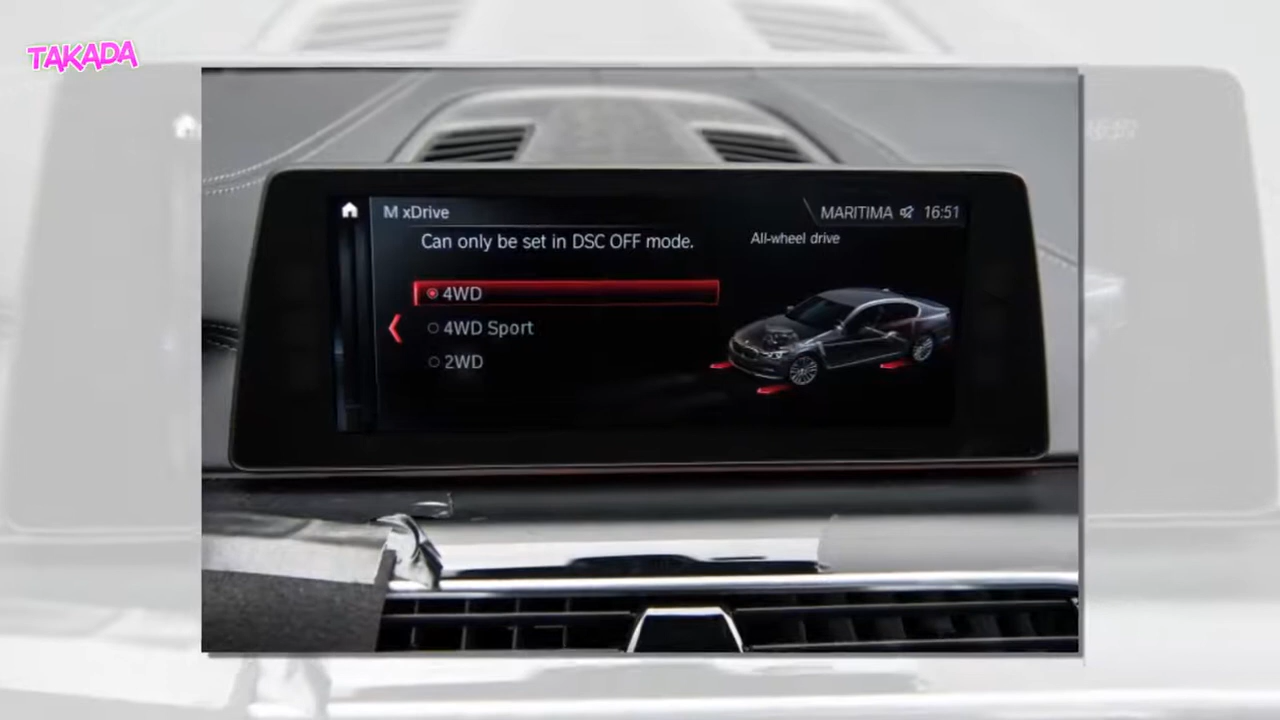 TAKADA
M xDrive
MARITIMA 16:51
Can only be set in DSC OFF mode.
All-wheel drive
4WD
4WD Sport
2WD